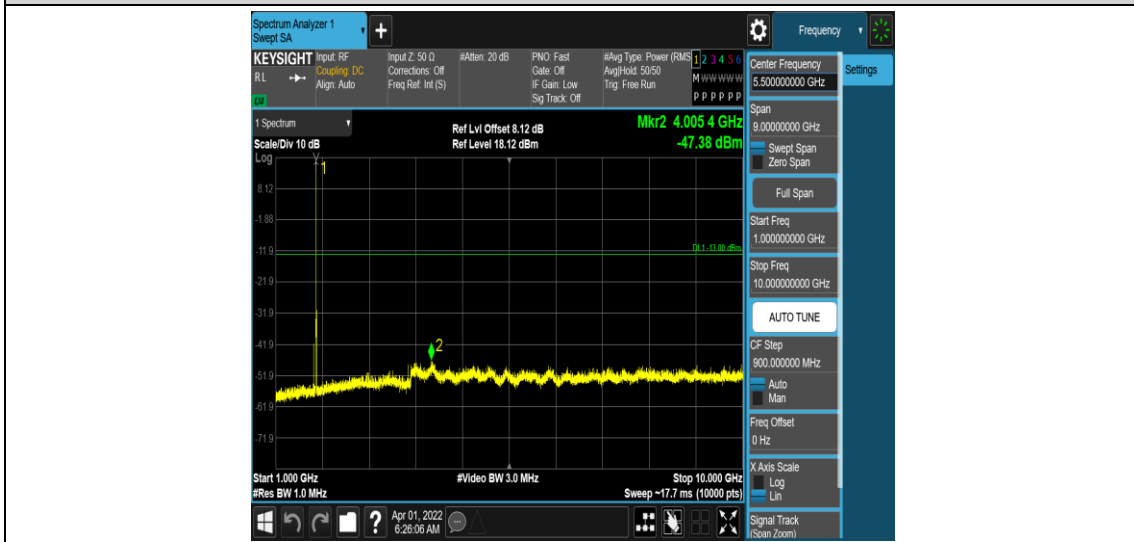 Spectrum Analyzer 1
Swept SA
+
Frequency
KEYSIGHT
RL
Input: RF
Coupling: DC
Align: Auto
Input Z: 50 Ω
Corrections: Off
Freq Ref: Int (S)
#Atten: 20 dB
PNO: Fast
Gate: Off
IF Gain: Low
Sig Track: Off
#Avg Type: Power (RMS
Avg|Hold: 50/50
Trig: Free Run
1 2 3 4 5 6
M W W W W W
P P P P P P
1 Spectrum
Scale/Div 10 dB
Ref Lvl Offset 8.12 dB
Ref Level 18.12 dBm
Mkr2 4.005 4 GHz
-47.38 dBm
Log
1
8.12
-1.88
-11.9
DL1 -13.00 dBm
-21.9
-31.9
-41.9
2
-51.9
-61.9
-71.9
Start 1.000 GHz
#Res BW 1.0 MHz
#Video BW 3.0 MHz
Stop 10.000 GHz
Sweep ~17.7 ms (10000 pts)
?
Apr 01, 2022
6:26:06 AM
Center Frequency
5.500000000 GHz
Settings
Span
9.00000000 GHz
Swept Span
Zero Span
Full Span
Start Freq
1.000000000 GHz
Stop Freq
10.000000000 GHz
AUTO TUNE
CF Step
900.000000 MHz
Auto
Man
Freq Offset
0 Hz
X Axis Scale
Log
Lin
Signal Track
(Span Zoom)